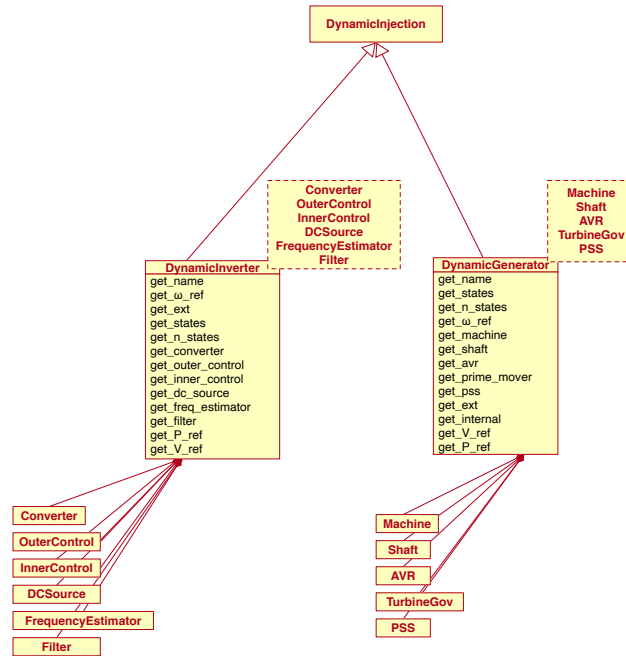 DynamicInjection
Converter
OuterControl
InnerControl
DCSource
FrequencyEstimator
Filter
Machine
Shaft
AVR
TurbineGov
PSS
DynamicInverter
get_name
get_ω_ref
get_ext
get_states
get_n_states
get_converter
get_outer_control
get_inner_control
get_dc_source
get_freq_estimator
get_filter
get_P_ref
get_V_ref
DynamicGenerator
get_name
get_states
get_n_states
get_ω_ref
get_machine
get_shaft
get_avr
get_prime_mover
get_pss
get_ext
get_internal
get_V_ref
get_P_ref
Converter
OuterControl
InnerControl
DCSource
FrequencyEstimator
Filter
Machine
Shaft
AVR
TurbineGov
PSS